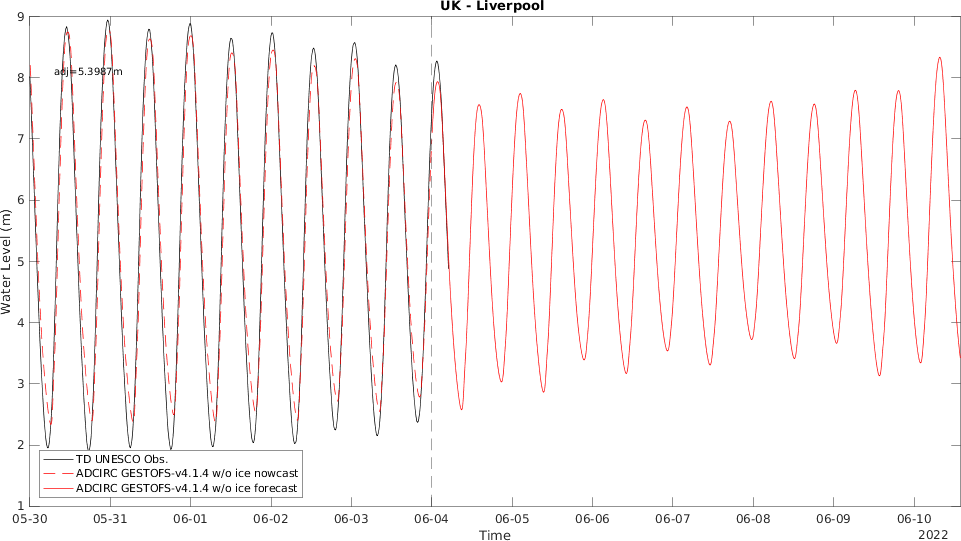 UK - Liverpool
9
8
7
6
5
4
3
2
1
Water Level (m)
adj=5.3987m
TD UNESCO Obs.
ADCIRC GESTOFS-v4.1.4 w/o ice nowcast
ADCIRC GESTOFS-v4.1.4 w/o ice forecast
05-30 05-31 06-01 06-02 06-03 06-04 06-05 06-06 06-07 06-08 06-09 06-10
Time
2022